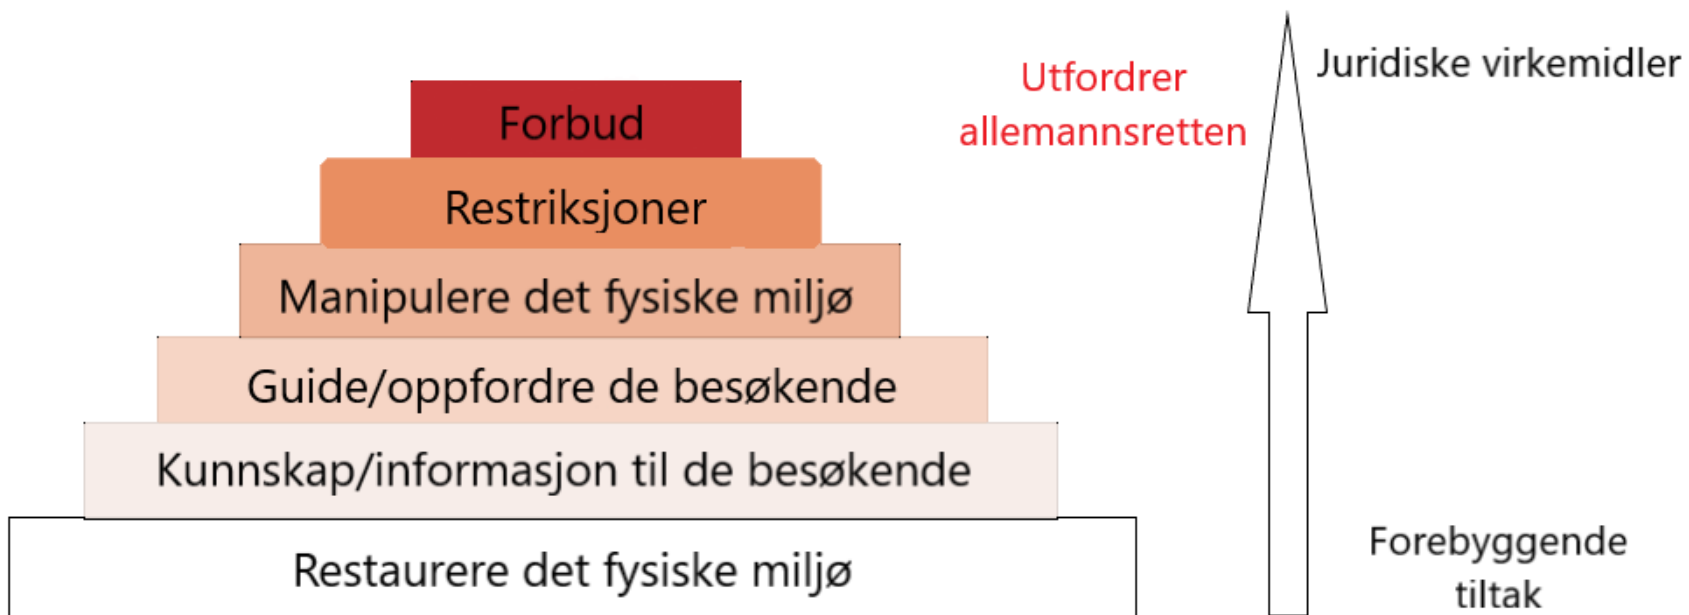 Forbud
Restriksjoner
Manipulere det fysiske miljø
Guide/oppfordre de besøkende
Kunnskap/informasjon til de besøkende
Restaurere det fysiske miljø
Utfordrer
allemannsretten
Juridiske virkemidler
Forebyggende
tiltak